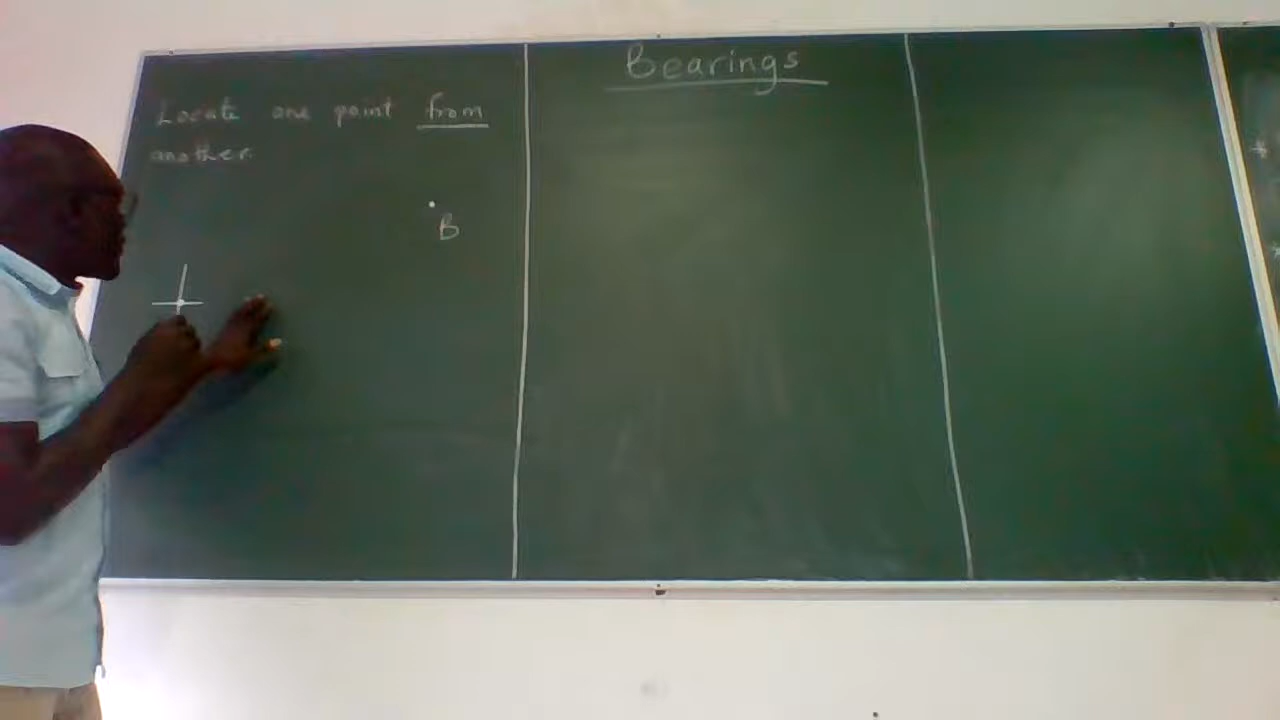 Bearings
Locate one point from
another.
B